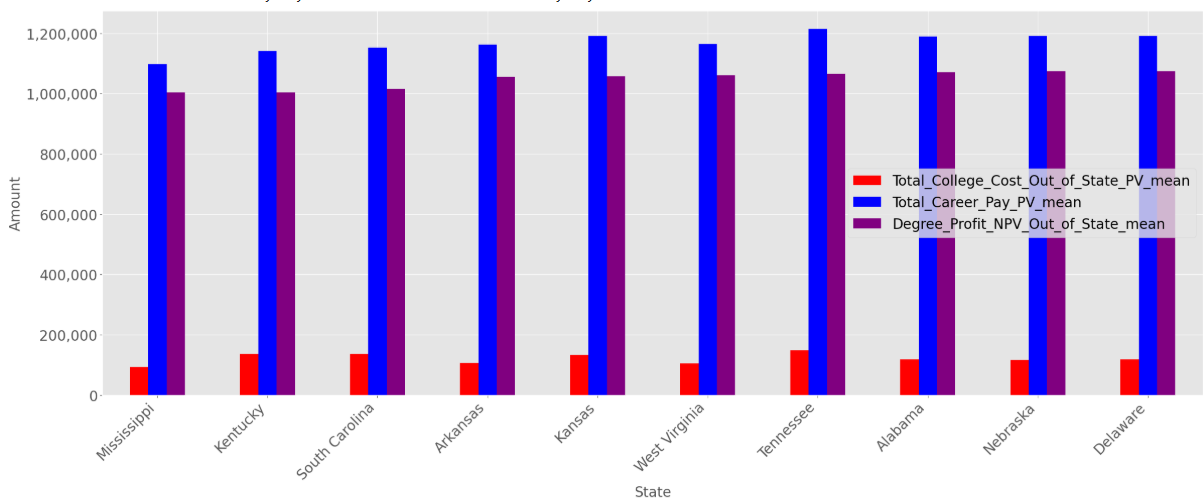 1,200,000
1,000,000
800,000
600,000
400,000
200,000
0
Amount
Total_College_Cost_Out_of_State_PV_mean
Total_Career_Pay_PV_mean
Degree_Profit_NPV_Out_of_State_mean
Mississippi
Kentucky
South Carolina
Arkansas
Kansas
West Virginia
Tennessee
Alabama
Nebraska
Delaware
State